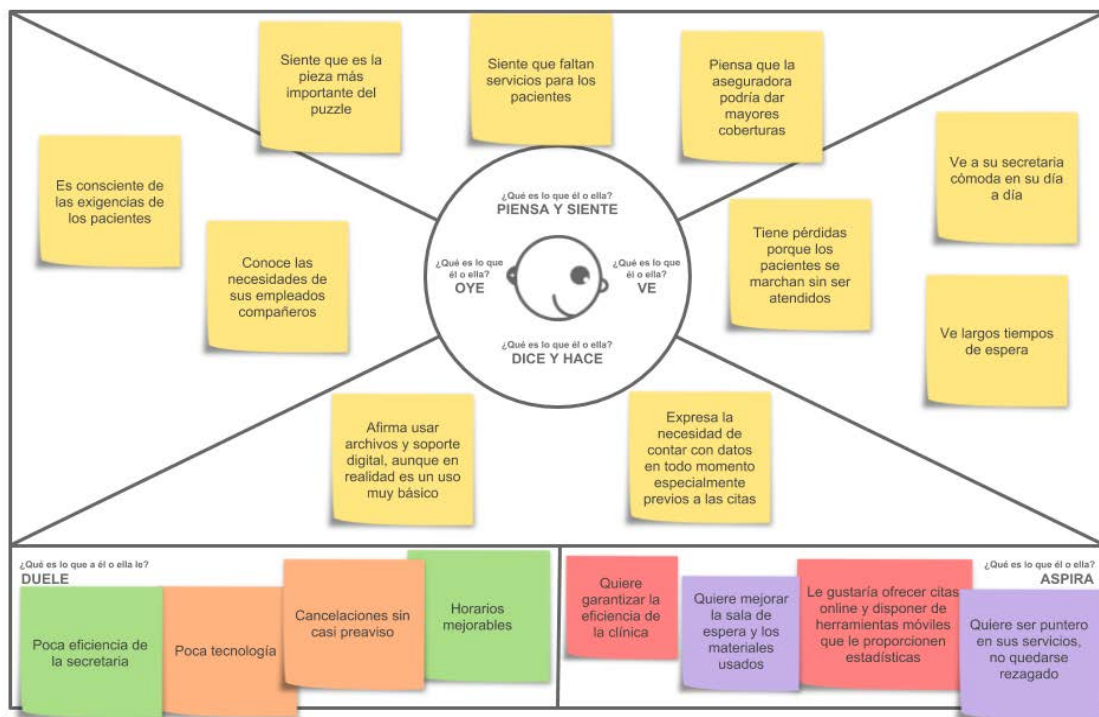 Siente que es la
pieza más
importante del
puzzle
Siente que faltan
servicios para los
pacientes
Piensa que la
aseguradora
podría dar
mayores
coberturas
Es consciente de
las exigencias de
los pacientes
Conoce las
necesidades de
sus empleados
compañeros
¿Qué es lo que él o ella?
PIENSA Y SIENTE
¿Qué es lo que
él o ella?
OYE
¿Qué es lo que
él o ella?
VE
¿Qué es lo que él o ella?
DICE Y HACE
Tiene pérdidas
porque los
pacientes se
marchan sin ser
atendidos
Ve a su secretaria
cómoda en su día
a día
Ve largos tiempos
de espera
Afirma usar
archivos y soporte
digital, aunque en
realidad es un uso
muy básico
Expresa la
necesidad de
contar con datos
en todo momento
especialmente
previos a las citas
¿Qué es lo que a él o ella le?
DUELE
Poca eficiencia de
la secretaria
Poca tecnología
Cancelaciones sin
casi preaviso
Horarios
mejorables
¿Qué es lo que él o ella?
ASPIRA
Quiere
garantizar la
eficiencia de
la clínica
Quiere mejorar
la sala de
espera y los
materiales
usados
Le gustaría ofrecer citas
online y disponer de
herramientas móviles
que le proporcionen
estadísticas
Quiere ser puntero
en sus servicios,
no quedarse
rezagado